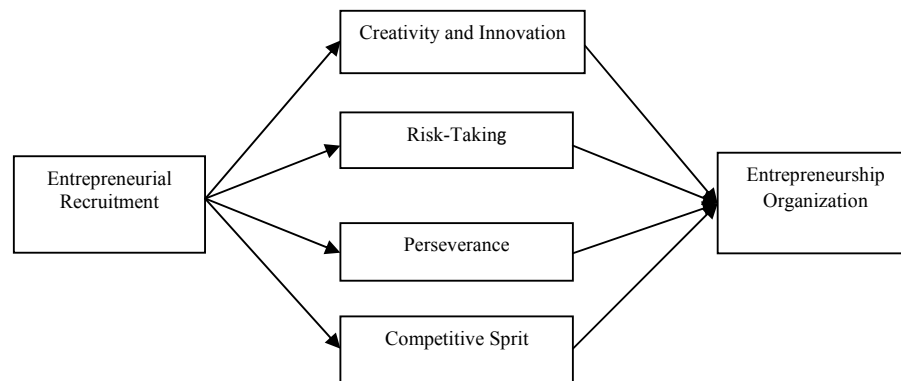 Creativity and Innovation
Risk-Taking
Entrepreneurial
Recruitment
Entrepreneurship
Organization
Perseverance
Competitive Sprit